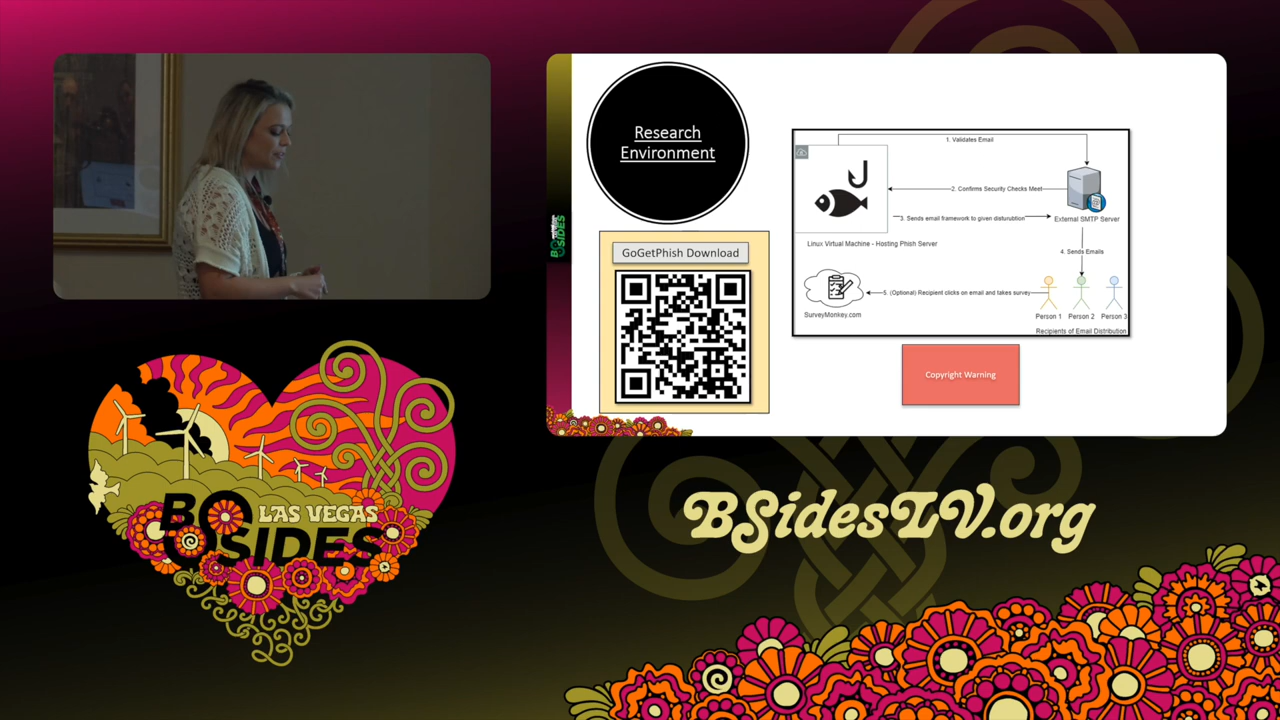 Research
Environment
GoGetPhish Download
1. Validates Email
2. Confirms Security Checks Meet
3. Sends email framework to given disturubtion
External SMTP Server
Linux Virtual Machine - Hosting Phish Server
4. Sends Emails
5. (Optional) Recipient clicks on email and takes survey
SurveyMonkey.com
Person 1
Person 2
Person 3
Recipients of Email Distribution
Copyright Warning
BSIDES
LAS VEGAS
BSIDES
23
BSidesLV.org